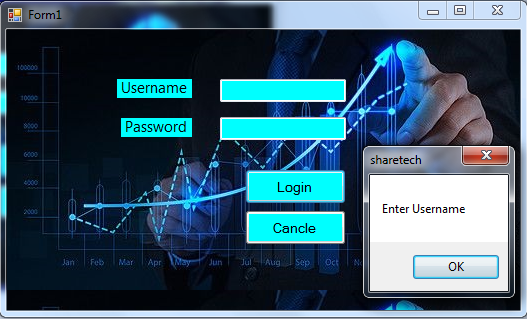 Form1
Username
Password
Login
Cancle
sharetech
Enter Username
OK
100000
10000
8000
6000
4000
2000
Jan Feb Mar Apr May Jun Jul Aug Sep Oct